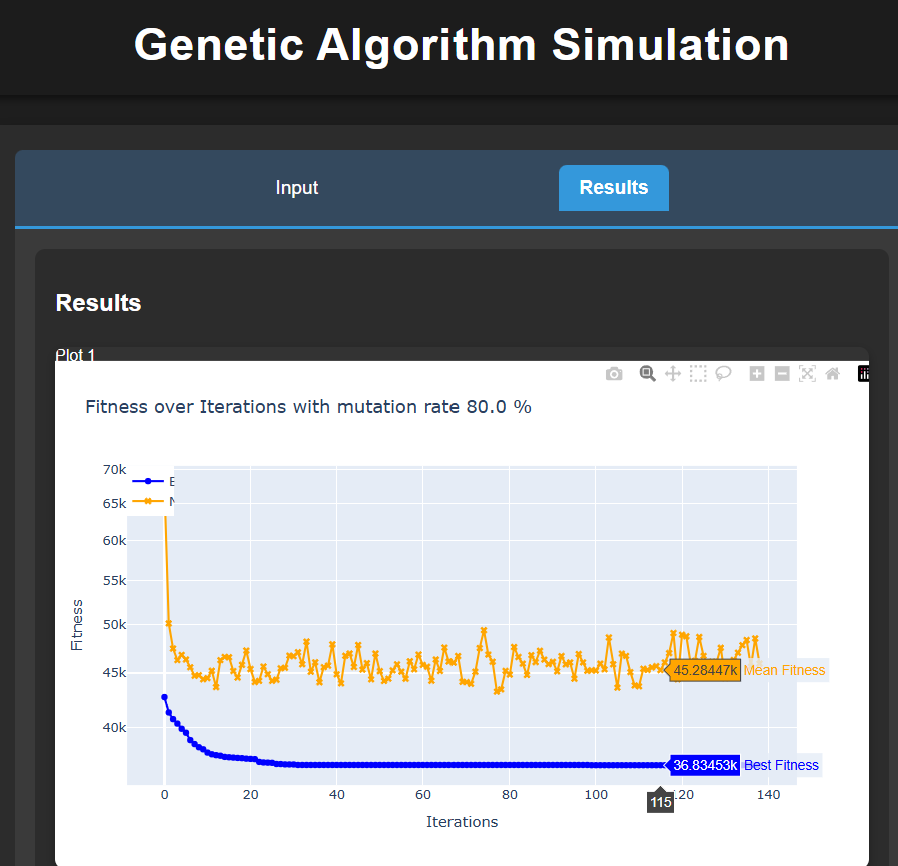 Genetic Algorithm Simulation
Input
Results
Results
Plot 1
Fitness over Iterations with mutation rate 80.0 %
70k
65k
60k
55k
50k
45k
40k
Fitness
45.28447k Mean Fitness
36.83453k Best Fitness
0 20 40 60 80 100 115 120 140
Iterations